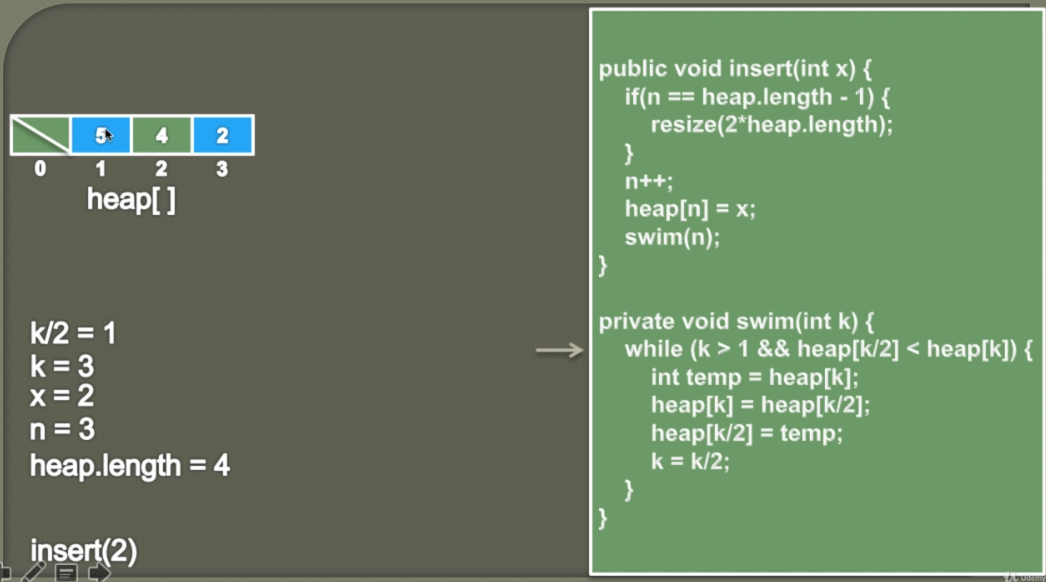 5 4 2
0 1 2 3
heap[ ]
k/2 = 1
k = 3
x = 2
n = 3
heap.length = 4
insert(2)
public void insert(int x) {
if(n == heap.length - 1) {
resize(2*heap.length);
}
n++;
heap[n] = x;
swim(n);
}
private void swim(int k) {
while (k > 1 && heap[k/2] < heap[k]) {
int temp = heap[k];
heap[k] = heap[k/2];
heap[k/2] = temp;
k = k/2;
}
}
Udemy